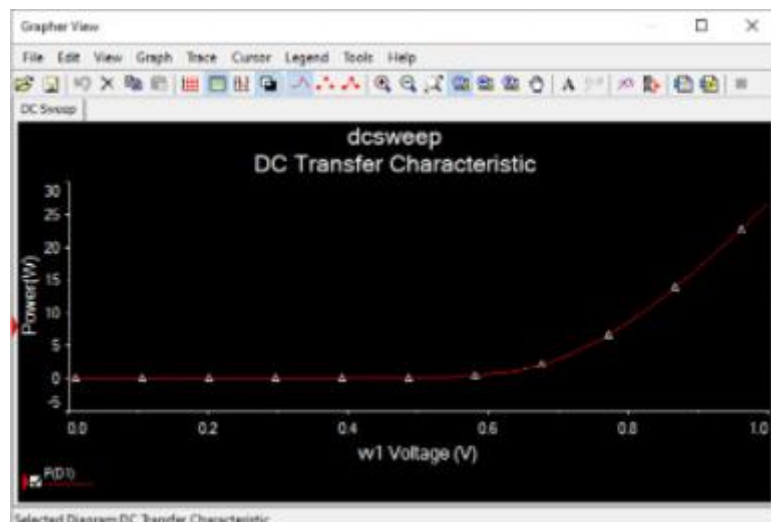 Grapher View
File Edit View Graph Trace Cursor Legend Tools Help
DC Sweep
dcsweep
DC Transfer Characteristic
30
25
20
15
10
5
0
-5
Power(W)
0.0 0.2 0.4 0.6 0.8 1.0
w1 Voltage (V)
P(D1)
Selected Diagram:DC Transfer Characteristic